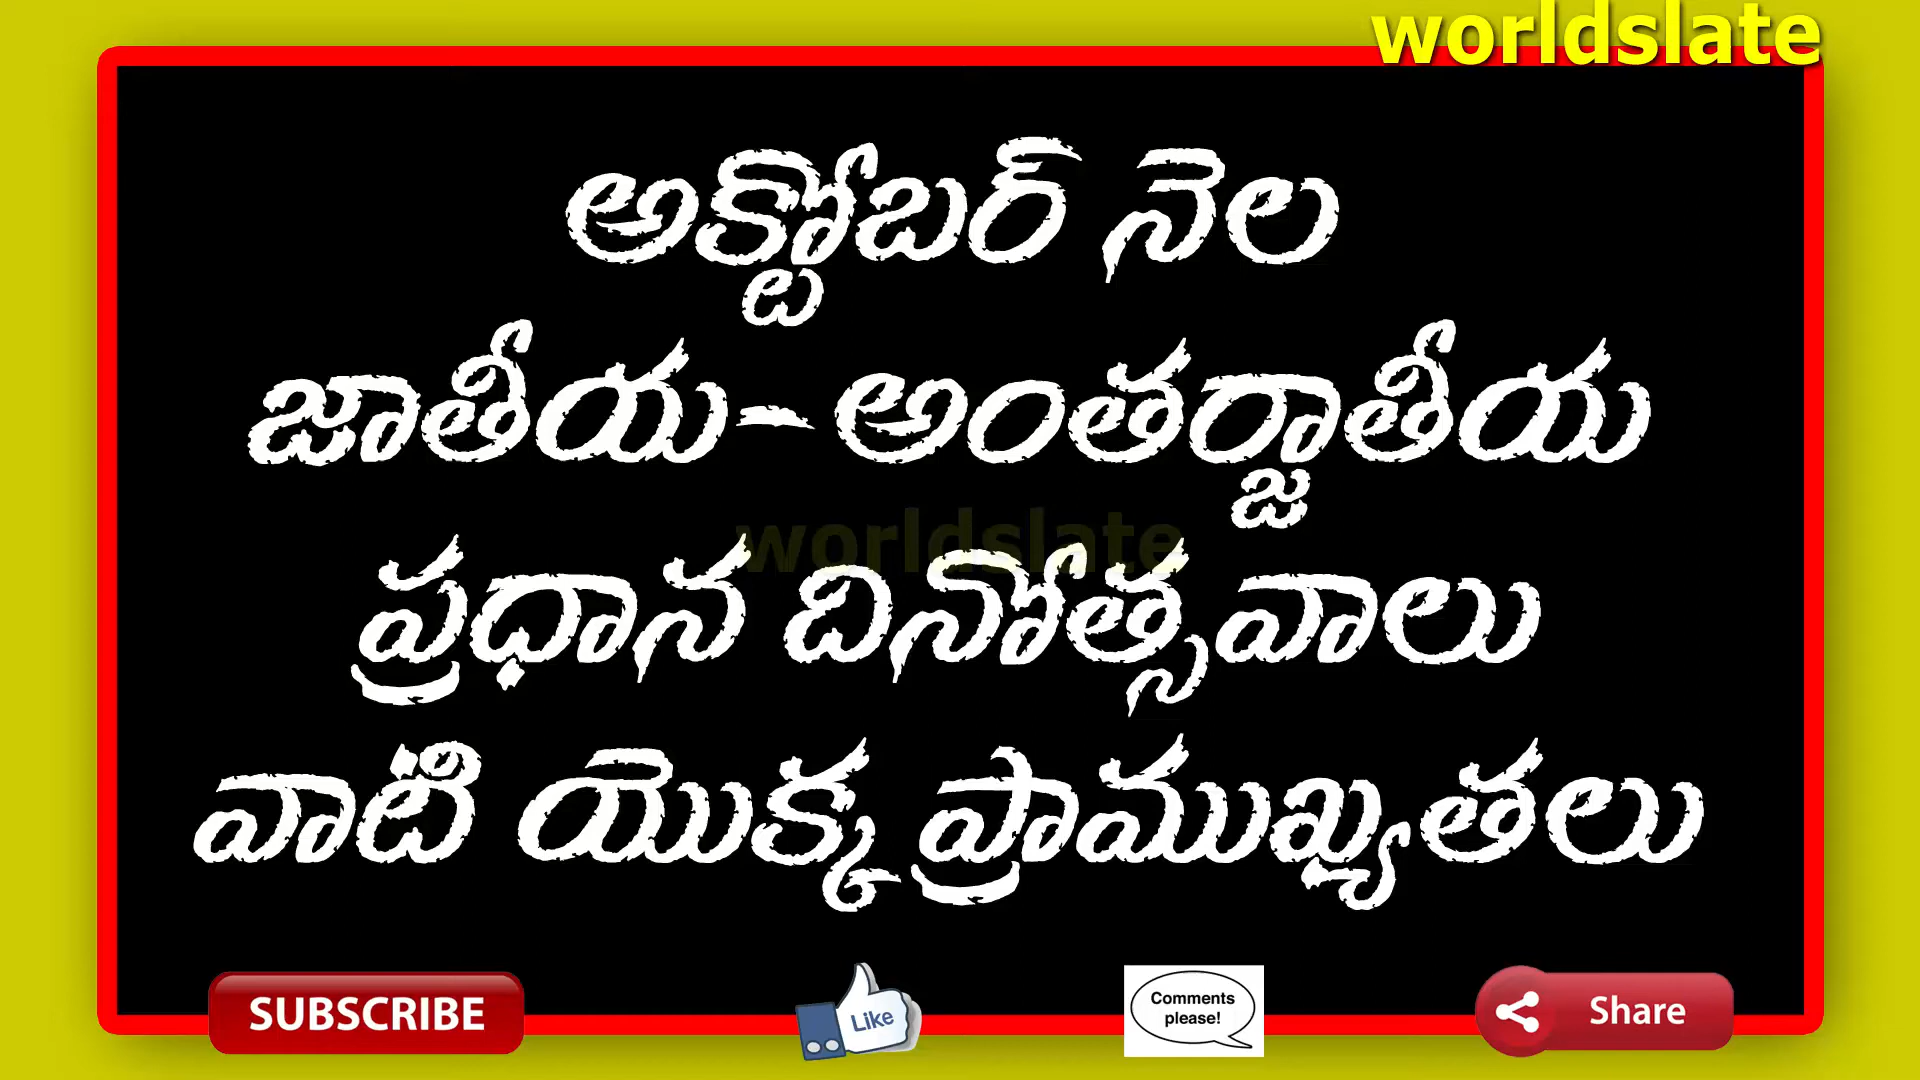 worldslate
అక్టోబర్ నెల
జాతీయ-అంతర్జాతీయ
worldslate
ప్రధాన దినోత్సవాలు
వాటి యొక్క ప్రాముఖ్యతలు
SUBSCRIBE
Like
Comments
please!
Share